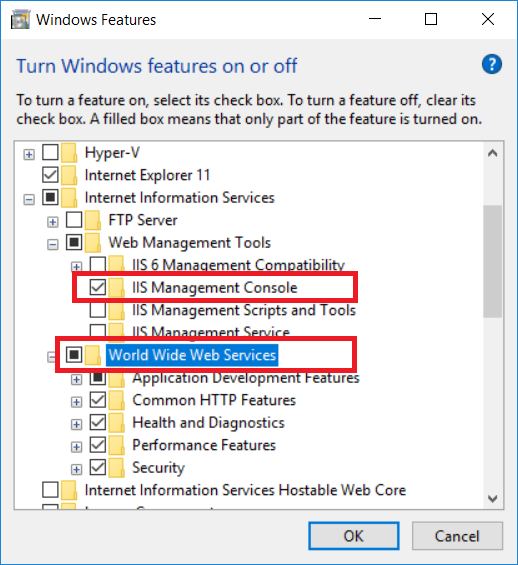 Windows Features
Turn Windows features on or off
To turn a feature on, select its check box. To turn a feature off, clear its
check box. A filled box means that only part of the feature is turned on.
Hyper-V
Internet Explorer 11
Internet Information Services
FTP Server
Web Management Tools
IIS 6 Management Compatibility
IIS Management Console
IIS Management Scripts and Tools
IIS Management Service
World Wide Web Services
Application Development Features
Common HTTP Features
Health and Diagnostics
Performance Features
Security
Internet Information Services Hostable Web Core
OK
Cancel